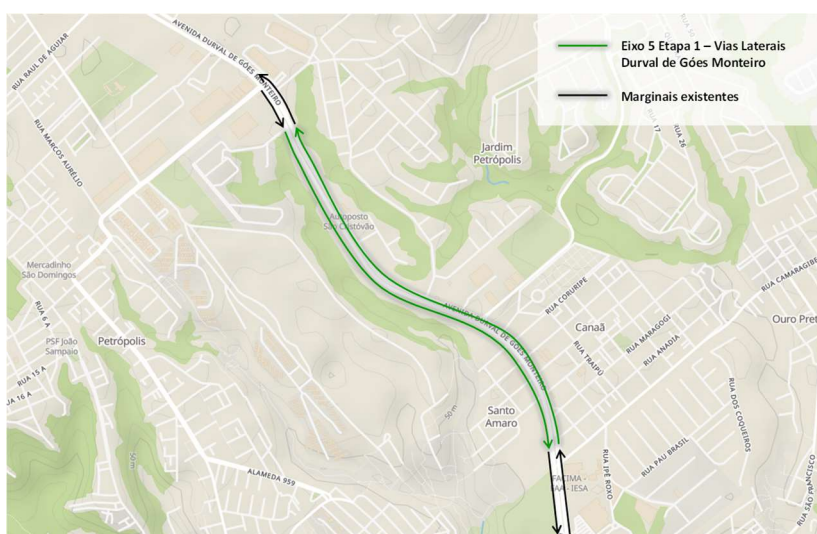 Eixo 5 Etapa 1 – Vias Laterais
Durval de Góes Monteiro
Marginais existentes
AVENIDA DURVAL DE GÓES MONTEIRO
RUA RAUL DE AGUIAR
RUA MARCOS AURÉLIO
RUA 17
RUA 26
Jardim
Petrópolis
Autoposto
São Cristóvão
Mercadinho
São Domingos
RUA CAMARAGIBE
RUA CORURIPE
AVENIDA DURVAL DE GÓES MONTEIRO
RUA 6 A
PSF João
Sampaio
Petrópolis
Canaã
RUA MARAGOGI
RUA ANADIA
Ouro Pret
RUA TRAIPÚ
RUA 15 A
RUA 16 A
Santo
Amaro
50 m
RUA DOS COQUEIROS
50 m
ALAMEDA 959
RUA IPÊ ROXO
RUA PAU BRASIL
RUA SÃO FRANCISCO
IESA